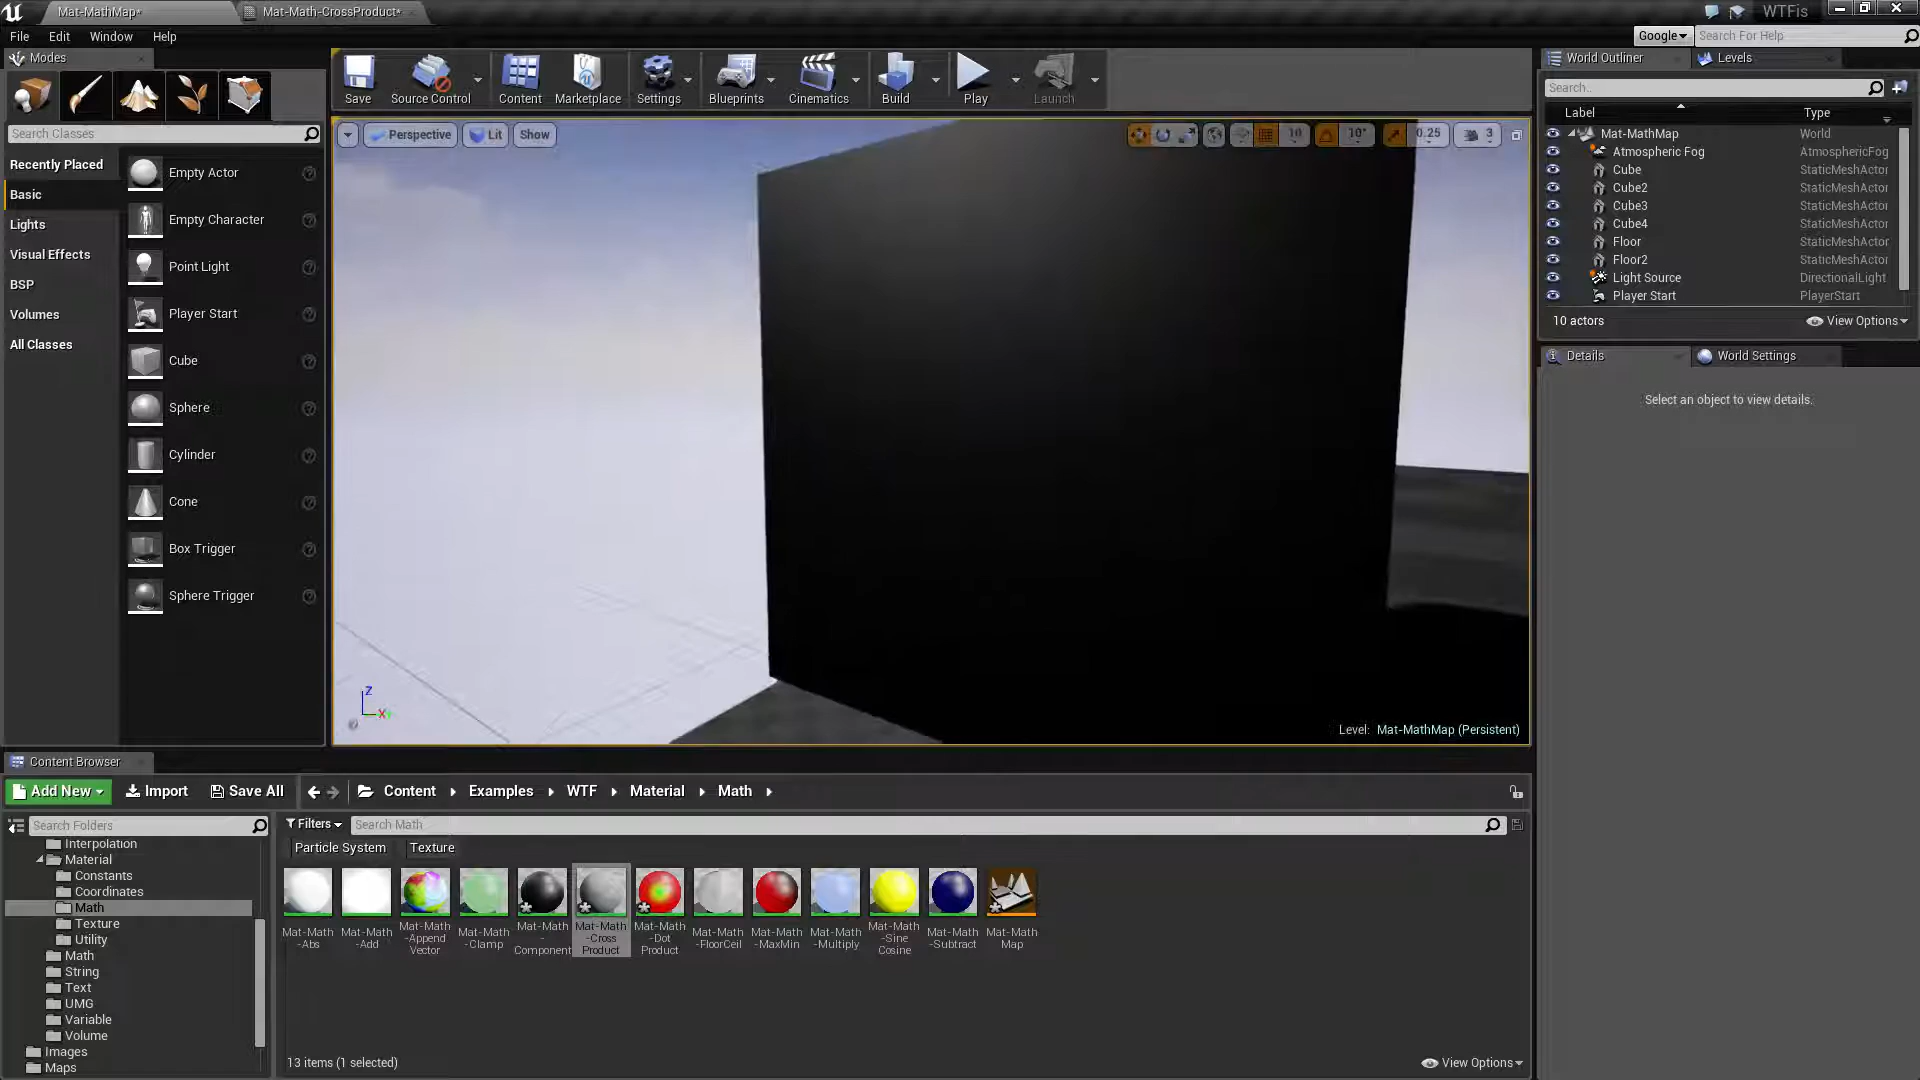 Mat-MathMap*
Mat-Math-CrossProduct*
WTFis
File Edit Window Help
Google
Search For Help
Modes
Search Classes
Recently Placed
Basic
Lights
Visual Effects
BSP
Volumes
All Classes
Empty Actor
Empty Character
Point Light
Player Start
Cube
Sphere
Cylinder
Cone
Box Trigger
Sphere Trigger
Save
Source Control
Content
Marketplace
Settings
Blueprints
Cinematics
Build
Play
Launch
Perspective
Lit
Show
10
10°
0.25
3
Z
X
Level: Mat-MathMap (Persistent)
World Outliner
Levels
Search..
Label Type
Mat-MathMap World
Atmospheric Fog AtmosphericFog
Cube StaticMeshActor
Cube2 StaticMeshActor
Cube3 StaticMeshActor
Cube4 StaticMeshActor
Floor StaticMeshActor
Floor2 StaticMeshActor
Light Source DirectionalLight
Player Start PlayerStart
10 actors
View Options
Details
World Settings
Select an object to view details.
Content Browser
Add New
Import
Save All
Content
Examples
WTF
Material
Math
Search Folders
Interpolation
Material
Constants
Coordinates
Math
Texture
Utility
Math
String
Text
UMG
Variable
Volume
Images
Maps
Filters
Search Math
Particle System
Texture
Mat-Math
-Abs
Mat-Math
-Add
Mat-Math
-Append
Vector
Mat-Math
-Clamp
Mat-Math
-
Component
Mat-Math
-Cross
Product
Mat-Math
-Dot
Product
Mat-Math
-FloorCeil
Mat-Math
-MaxMin
Mat-Math
-Multiply
Mat-Math
-Sine
Cosine
Mat-Math
-Subtract
Mat-Math
Map
13 items (1 selected)
View Options